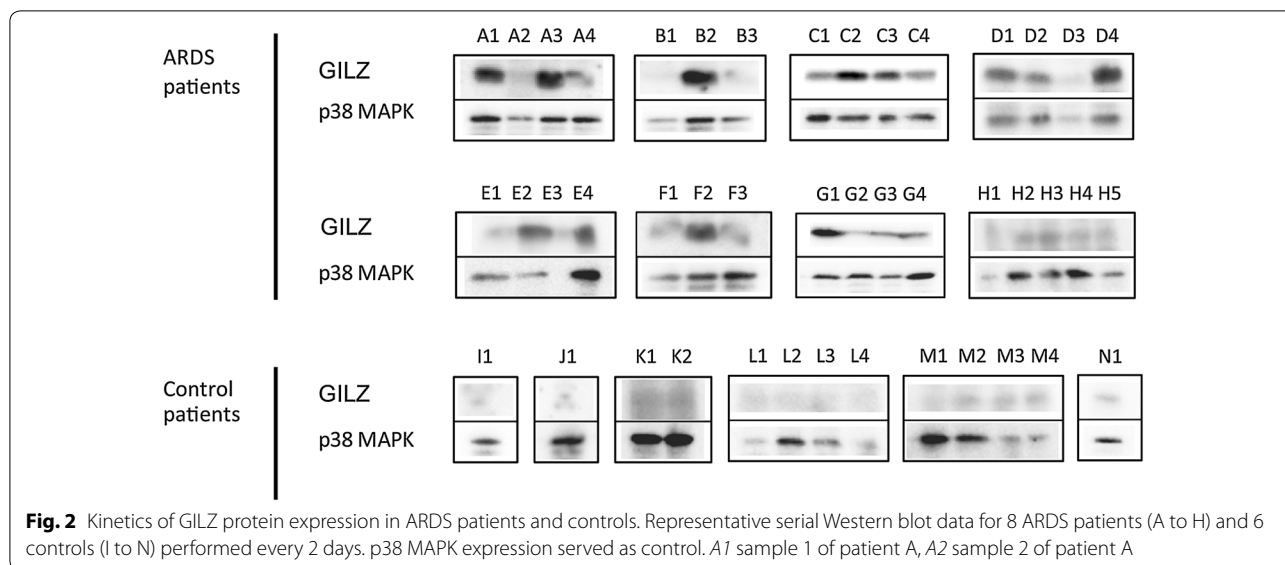 A1 A2 A3 A4 B1 B2 B3 C1 C2 C3 C4 D1 D2 D3 D4
ARDS
patients
GILZ
p38 MAPK
E1 E2 E3 E4 F1 F2 F3 G1 G2 G3 G4 H1 H2 H3 H4 H5
GILZ
p38 MAPK
I1 J1 K1 K2 L1 L2 L3 L4 M1 M2 M3 M4 N1
Control
patients
GILZ
p38 MAPK
Fig. 2 Kinetics of GILZ protein expression in ARDS patients and controls. Representative serial Western blot data for 8 ARDS patients (A to H) and 6
controls (I to N) performed every 2 days. p38 MAPK expression served as control. A1 sample 1 of patient A, A2 sample 2 of patient A